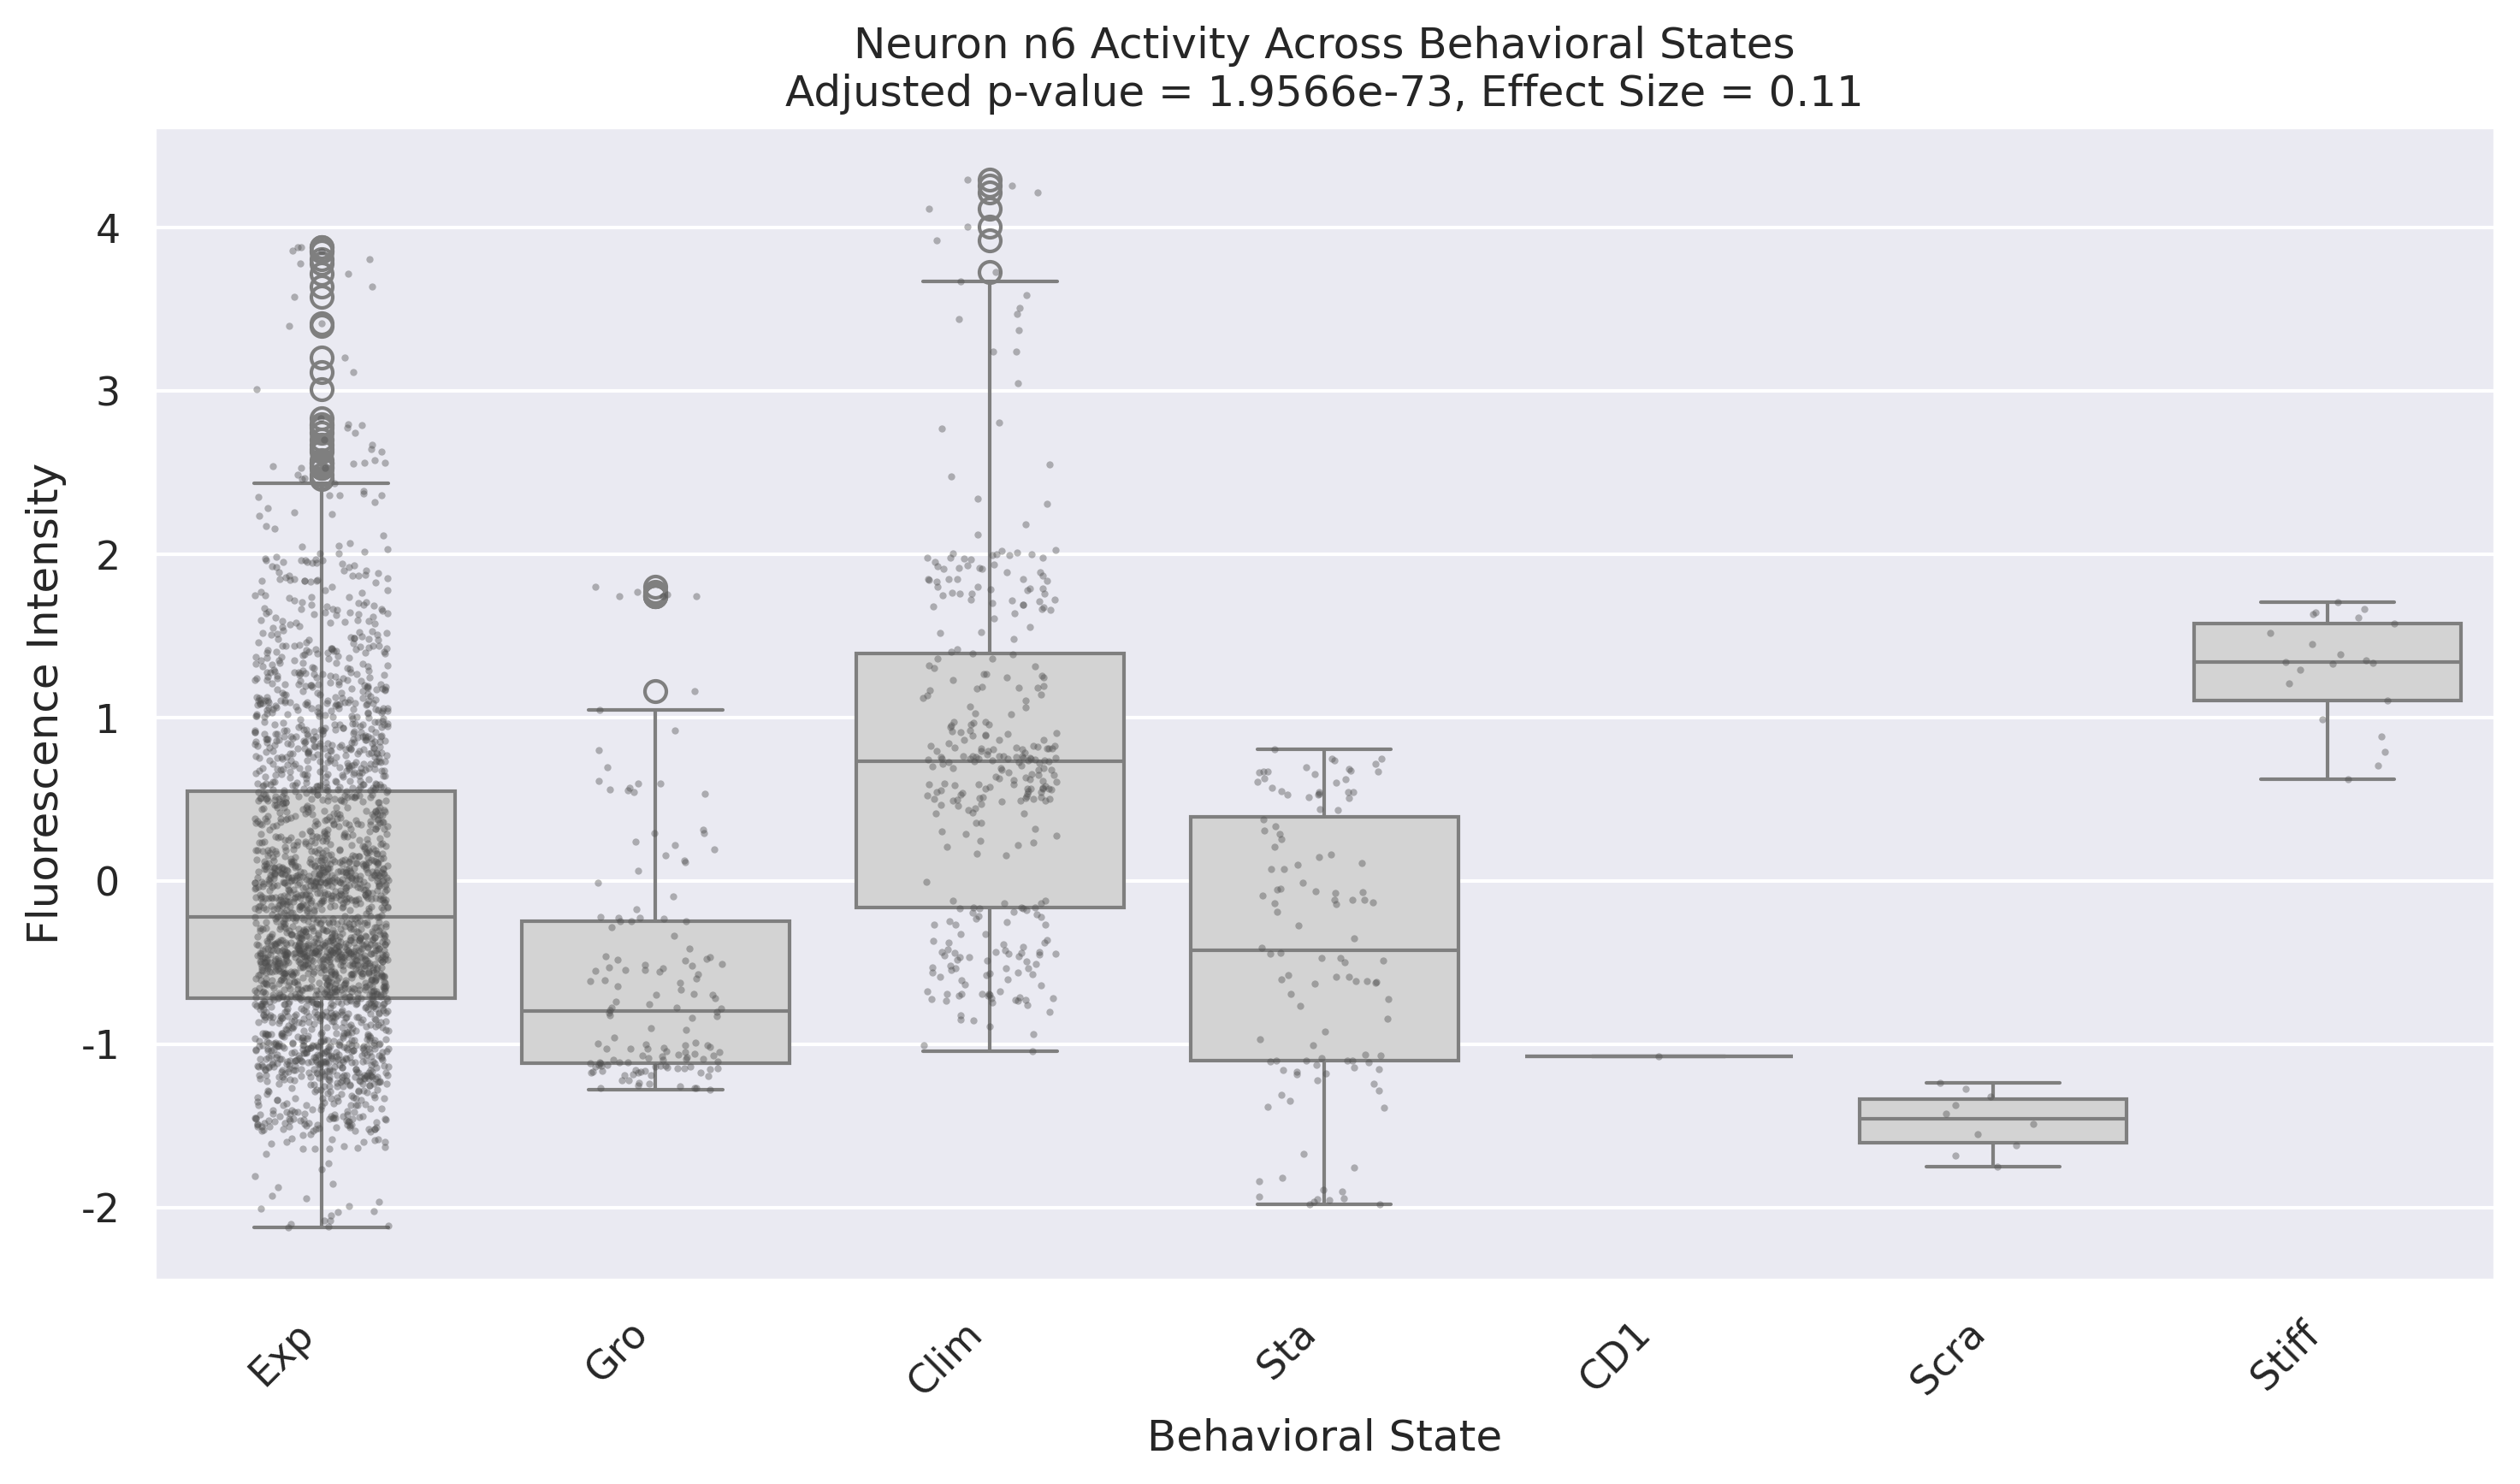 Neuron n6 Activity Across Behavioral States
Adjusted p-value = 1.9566e-73, Effect Size = 0.11
Fluorescence Intensity
4
3
2
1
0
-1
-2
Exp
Gro
Clim
Sta
CD1
Scra
Stiff
Behavioral State